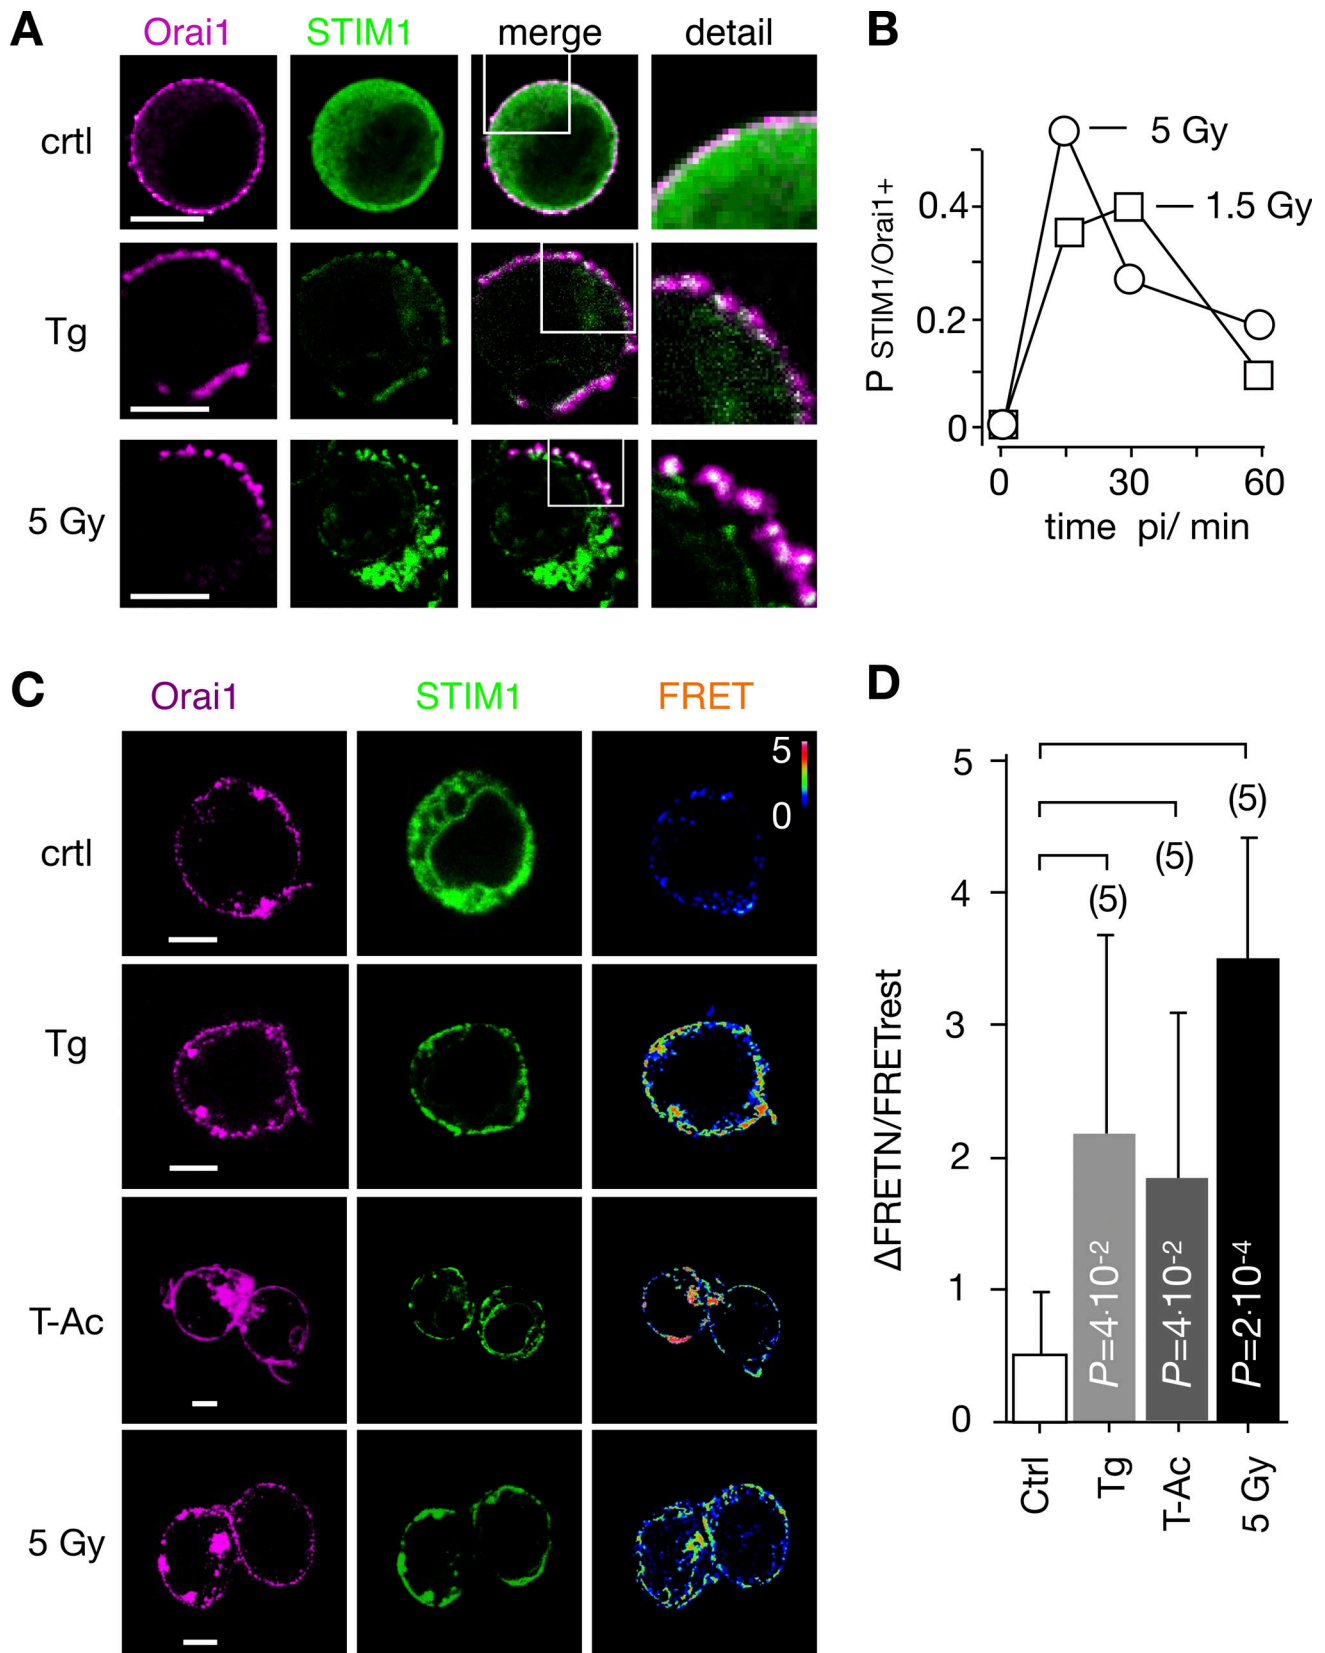 A
Orai1 STIM1 merge detail
crtl
Tg
5 Gy
B
P STIM1/Orai1+
0.4
0.2
0
5 Gy
1.5 Gy
0 30 60
time pi/ min
C
Orai1 STIM1 FRET
5
0
crtl
Tg
T-Ac
5 Gy
D
ΔFRETN/FRETrest
5
4
3
2
1
0
(5)
(5)
(5)
P=4·10⁻²
P=4·10⁻²
P=2·10⁻⁴
Ctrl
Tg
T-Ac
5 Gy